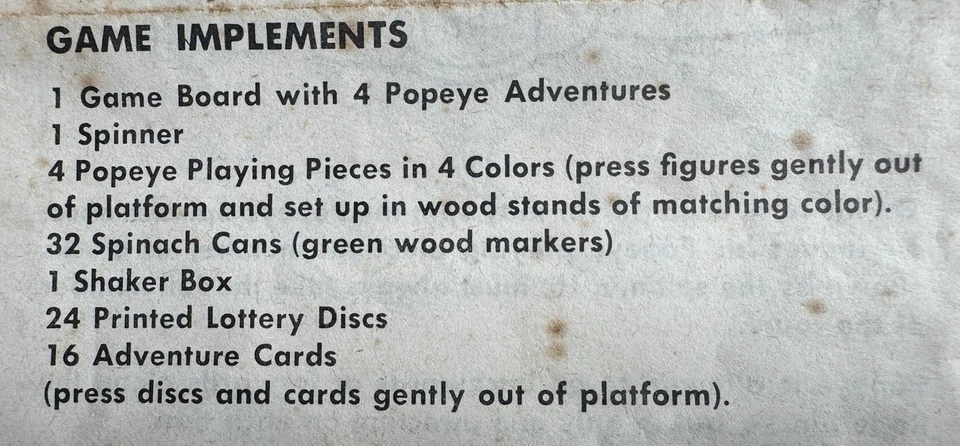 GAME IMPLEMENTS
1 Game Board with 4 Popeye Adventures
1 Spinner
4 Popeye Playing Pieces in 4 Colors (press figures gently out
of platform and set up in wood stands of matching color).
32 Spinach Cans (green wood markers)
1 Shaker Box
24 Printed Lottery Discs
16 Adventure Cards
(press discs and cards gently out of platform).